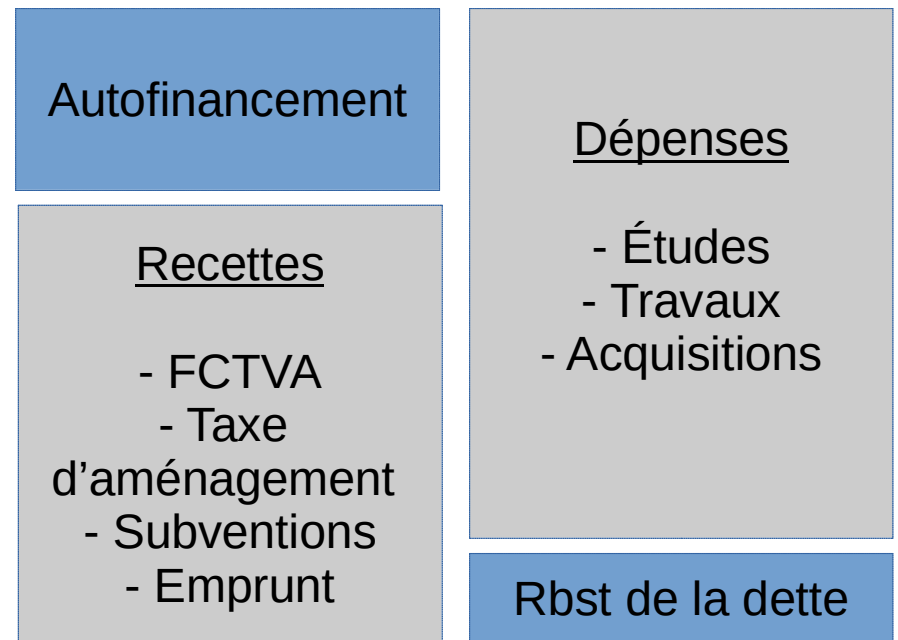 Autofinancement
Recettes
- FCTVA
- Taxe
d’aménagement
- Subventions
- Emprunt
Dépenses
- Études
- Travaux
- Acquisitions
Rbst de la dette